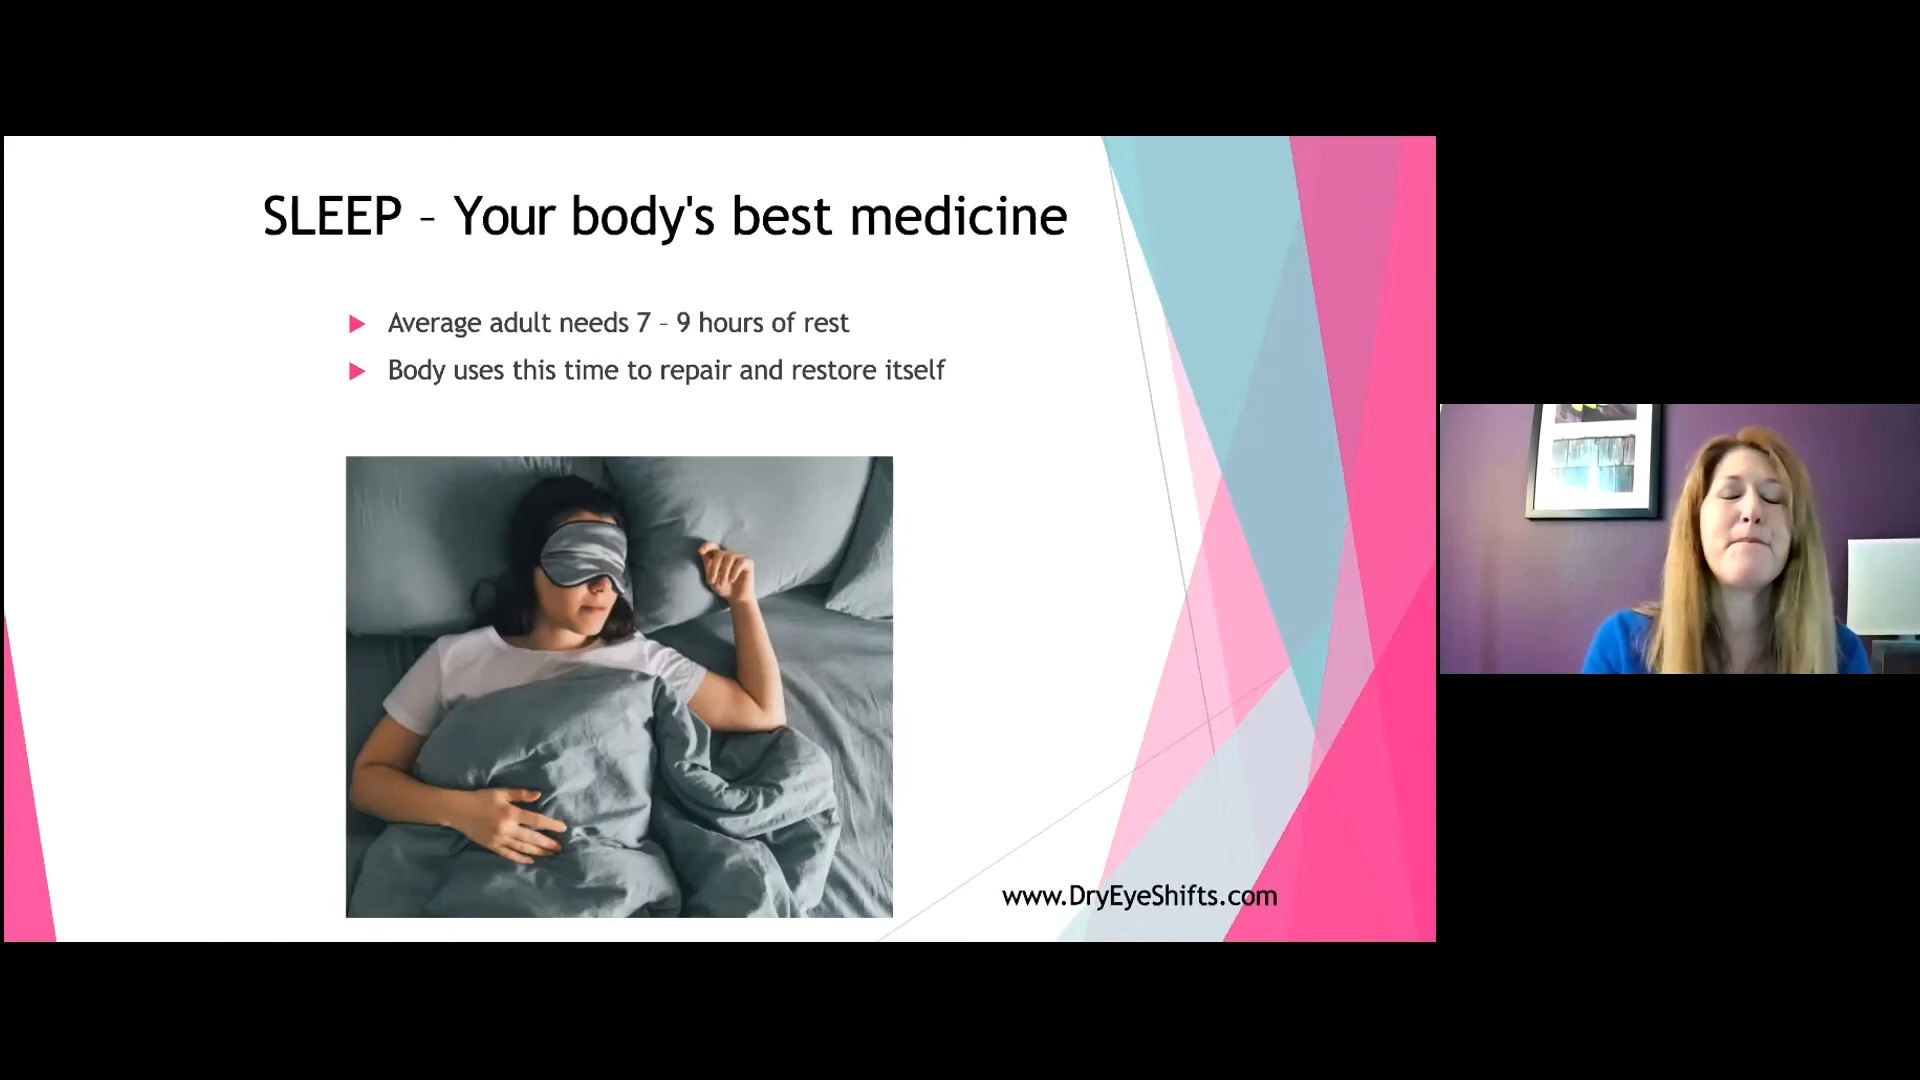 SLEEP – Your body's best medicine
Average adult needs 7 – 9 hours of rest
Body uses this time to repair and restore itself
www.DryEyeShifts.com